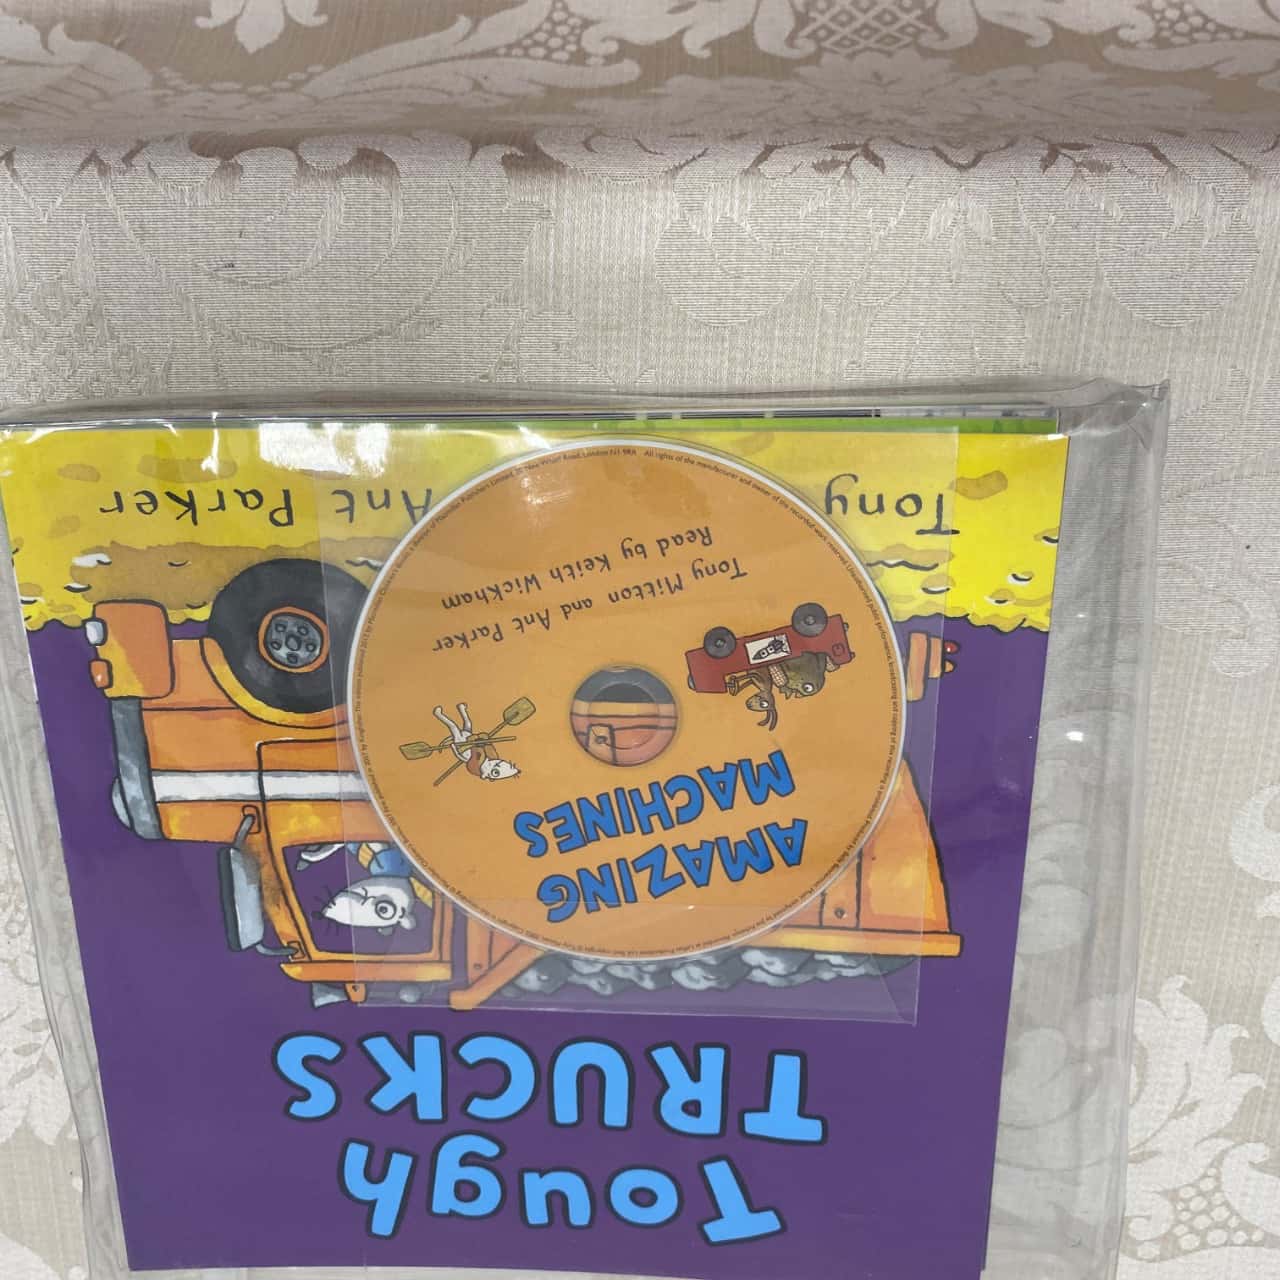 Tough
TRUCKS
AMAZING
MACHINES
Tony Mitton and Ant Parker
Read by Keith Wickham
Tony
Ant Parker